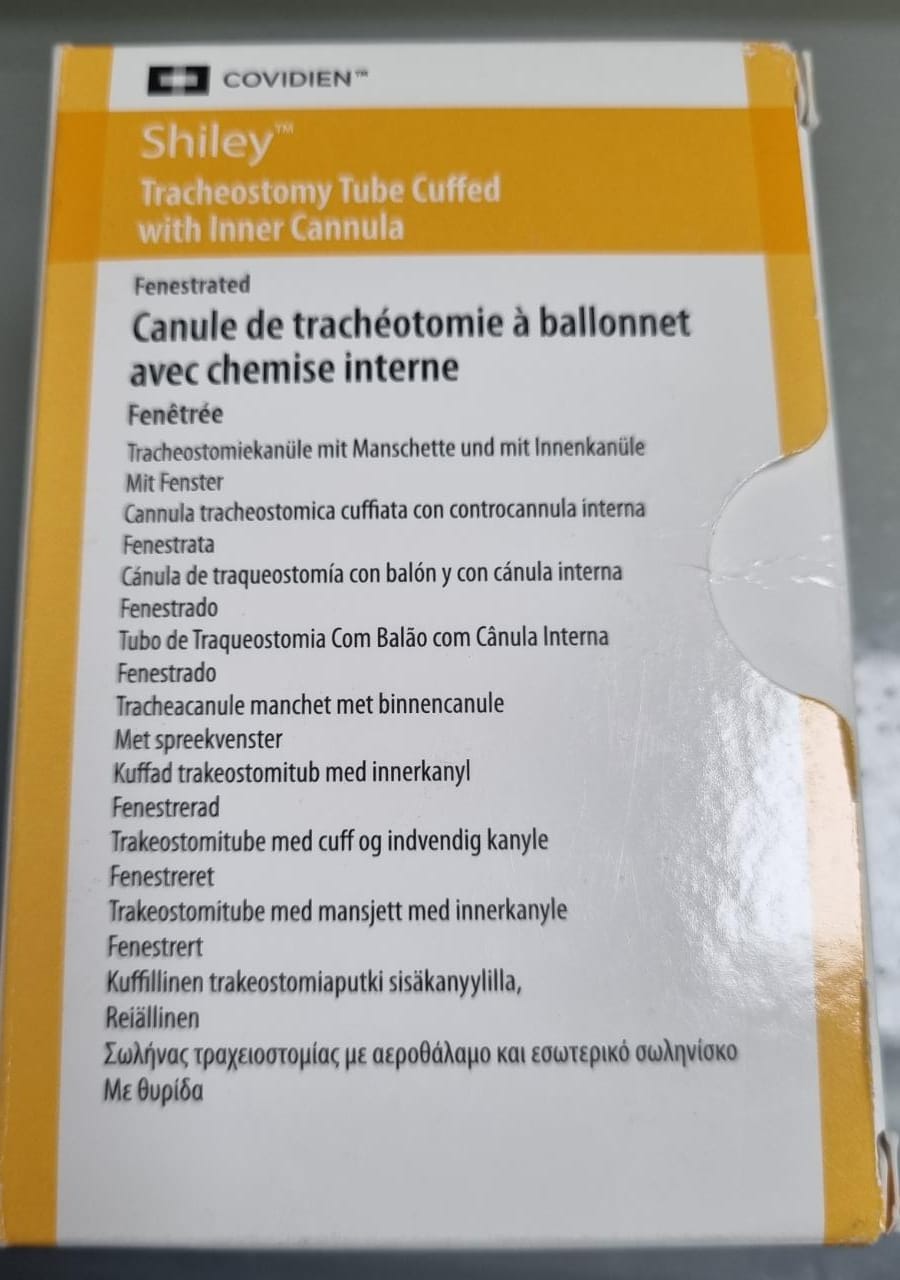 COVIDIEN™
Shiley™
Tracheostomy Tube Cuffed
with Inner Cannula
Fenestrated
Canule de trachéotomie à ballonnet
avec chemise interne
Fenêtrée
Tracheostomiekanüle mit Manschette und mit Innenkanüle
Mit Fenster
Cannula tracheostomica cuffiata con controcannula interna
Fenestrata
Cánula de traqueostomía con balón y con cánula interna
Fenestrado
Tubo de Traqueostomia Com Balão com Cânula Interna
Fenestrado
Tracheacanule manchet met binnencanule
Met spreekvenster
Kuffad trakeostomitub med innerkanyl
Fenestrerad
Trakeostomitube med cuff og indvendig kanyle
Fenestreret
Trakeostomitube med mansjett med innerkanyle
Fenestrert
Kuffillinen trakeostomiaputki sisäkanyylilla,
Reiällinen
Σωλήνας τραχειοστομίας με αεροθάλαμο και εσωτερικό σωληνίσκο
Με θυρίδα